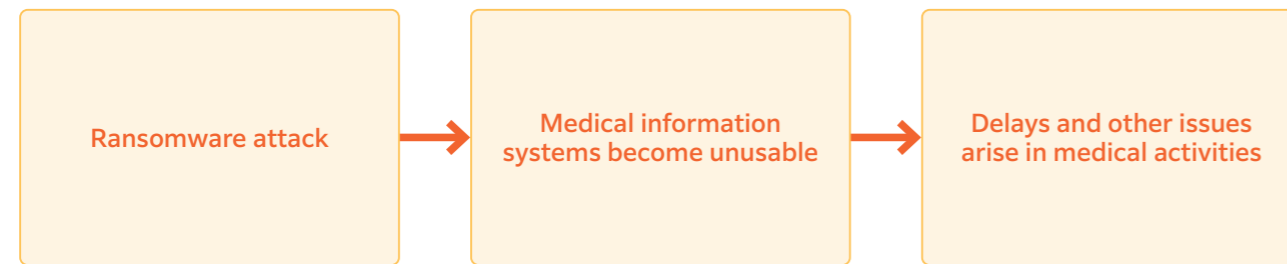 Ransomware attack
Medical information
systems become unusable
Delays and other issues
arise in medical activities